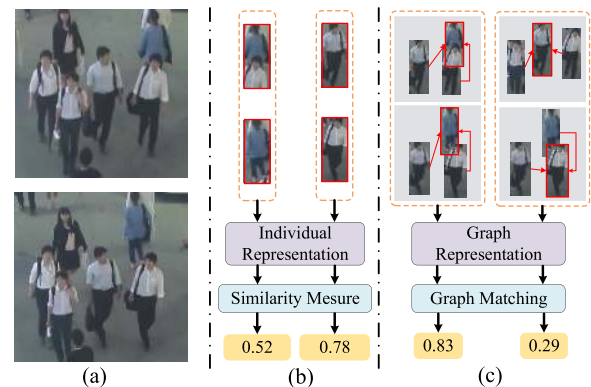 Individual
Representation
Similarity Mesure
0.52
0.78
Graph
Representation
Graph Matching
0.83
0.29
(a)
(b)
(c)